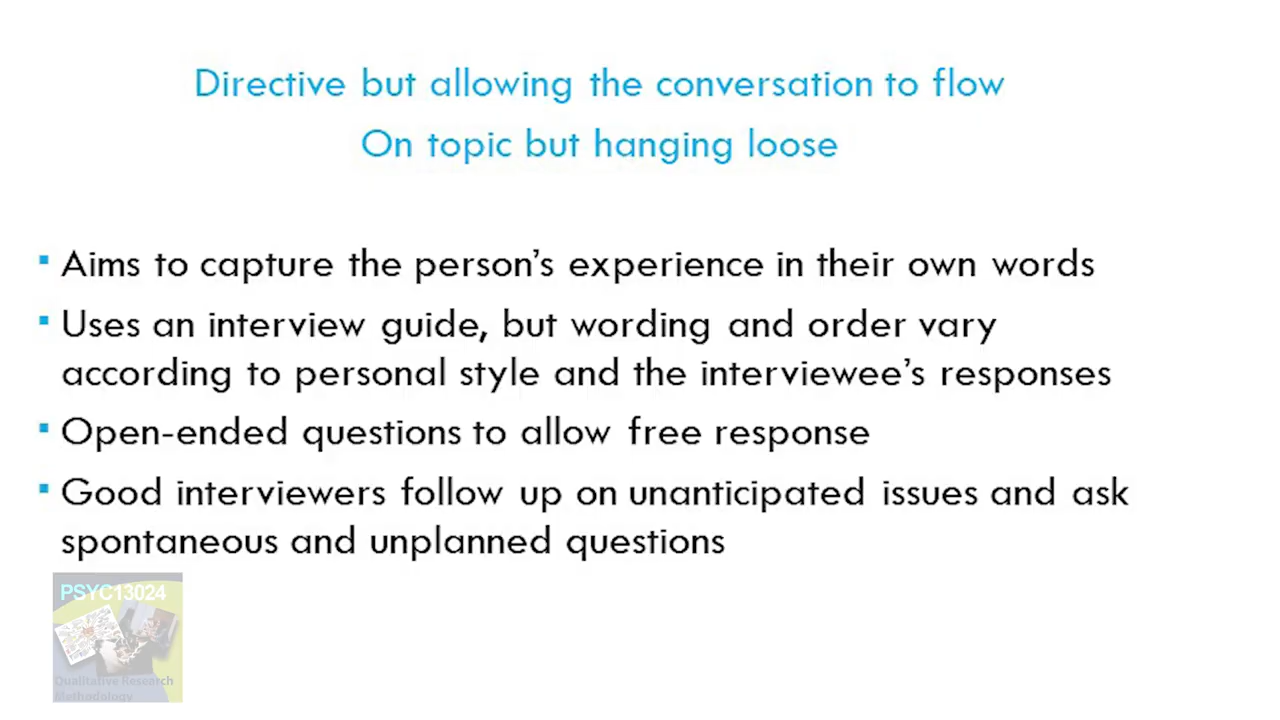 Directive but allowing the conversation to flow
On topic but hanging loose
Aims to capture the person's experience in their own words
Uses an interview guide, but wording and order vary
according to personal style and the interviewee's responses
Open-ended questions to allow free response
Good interviewers follow up on unanticipated issues and ask
spontaneous and unplanned questions
PSYC13024
Qualitative Research
Methodology